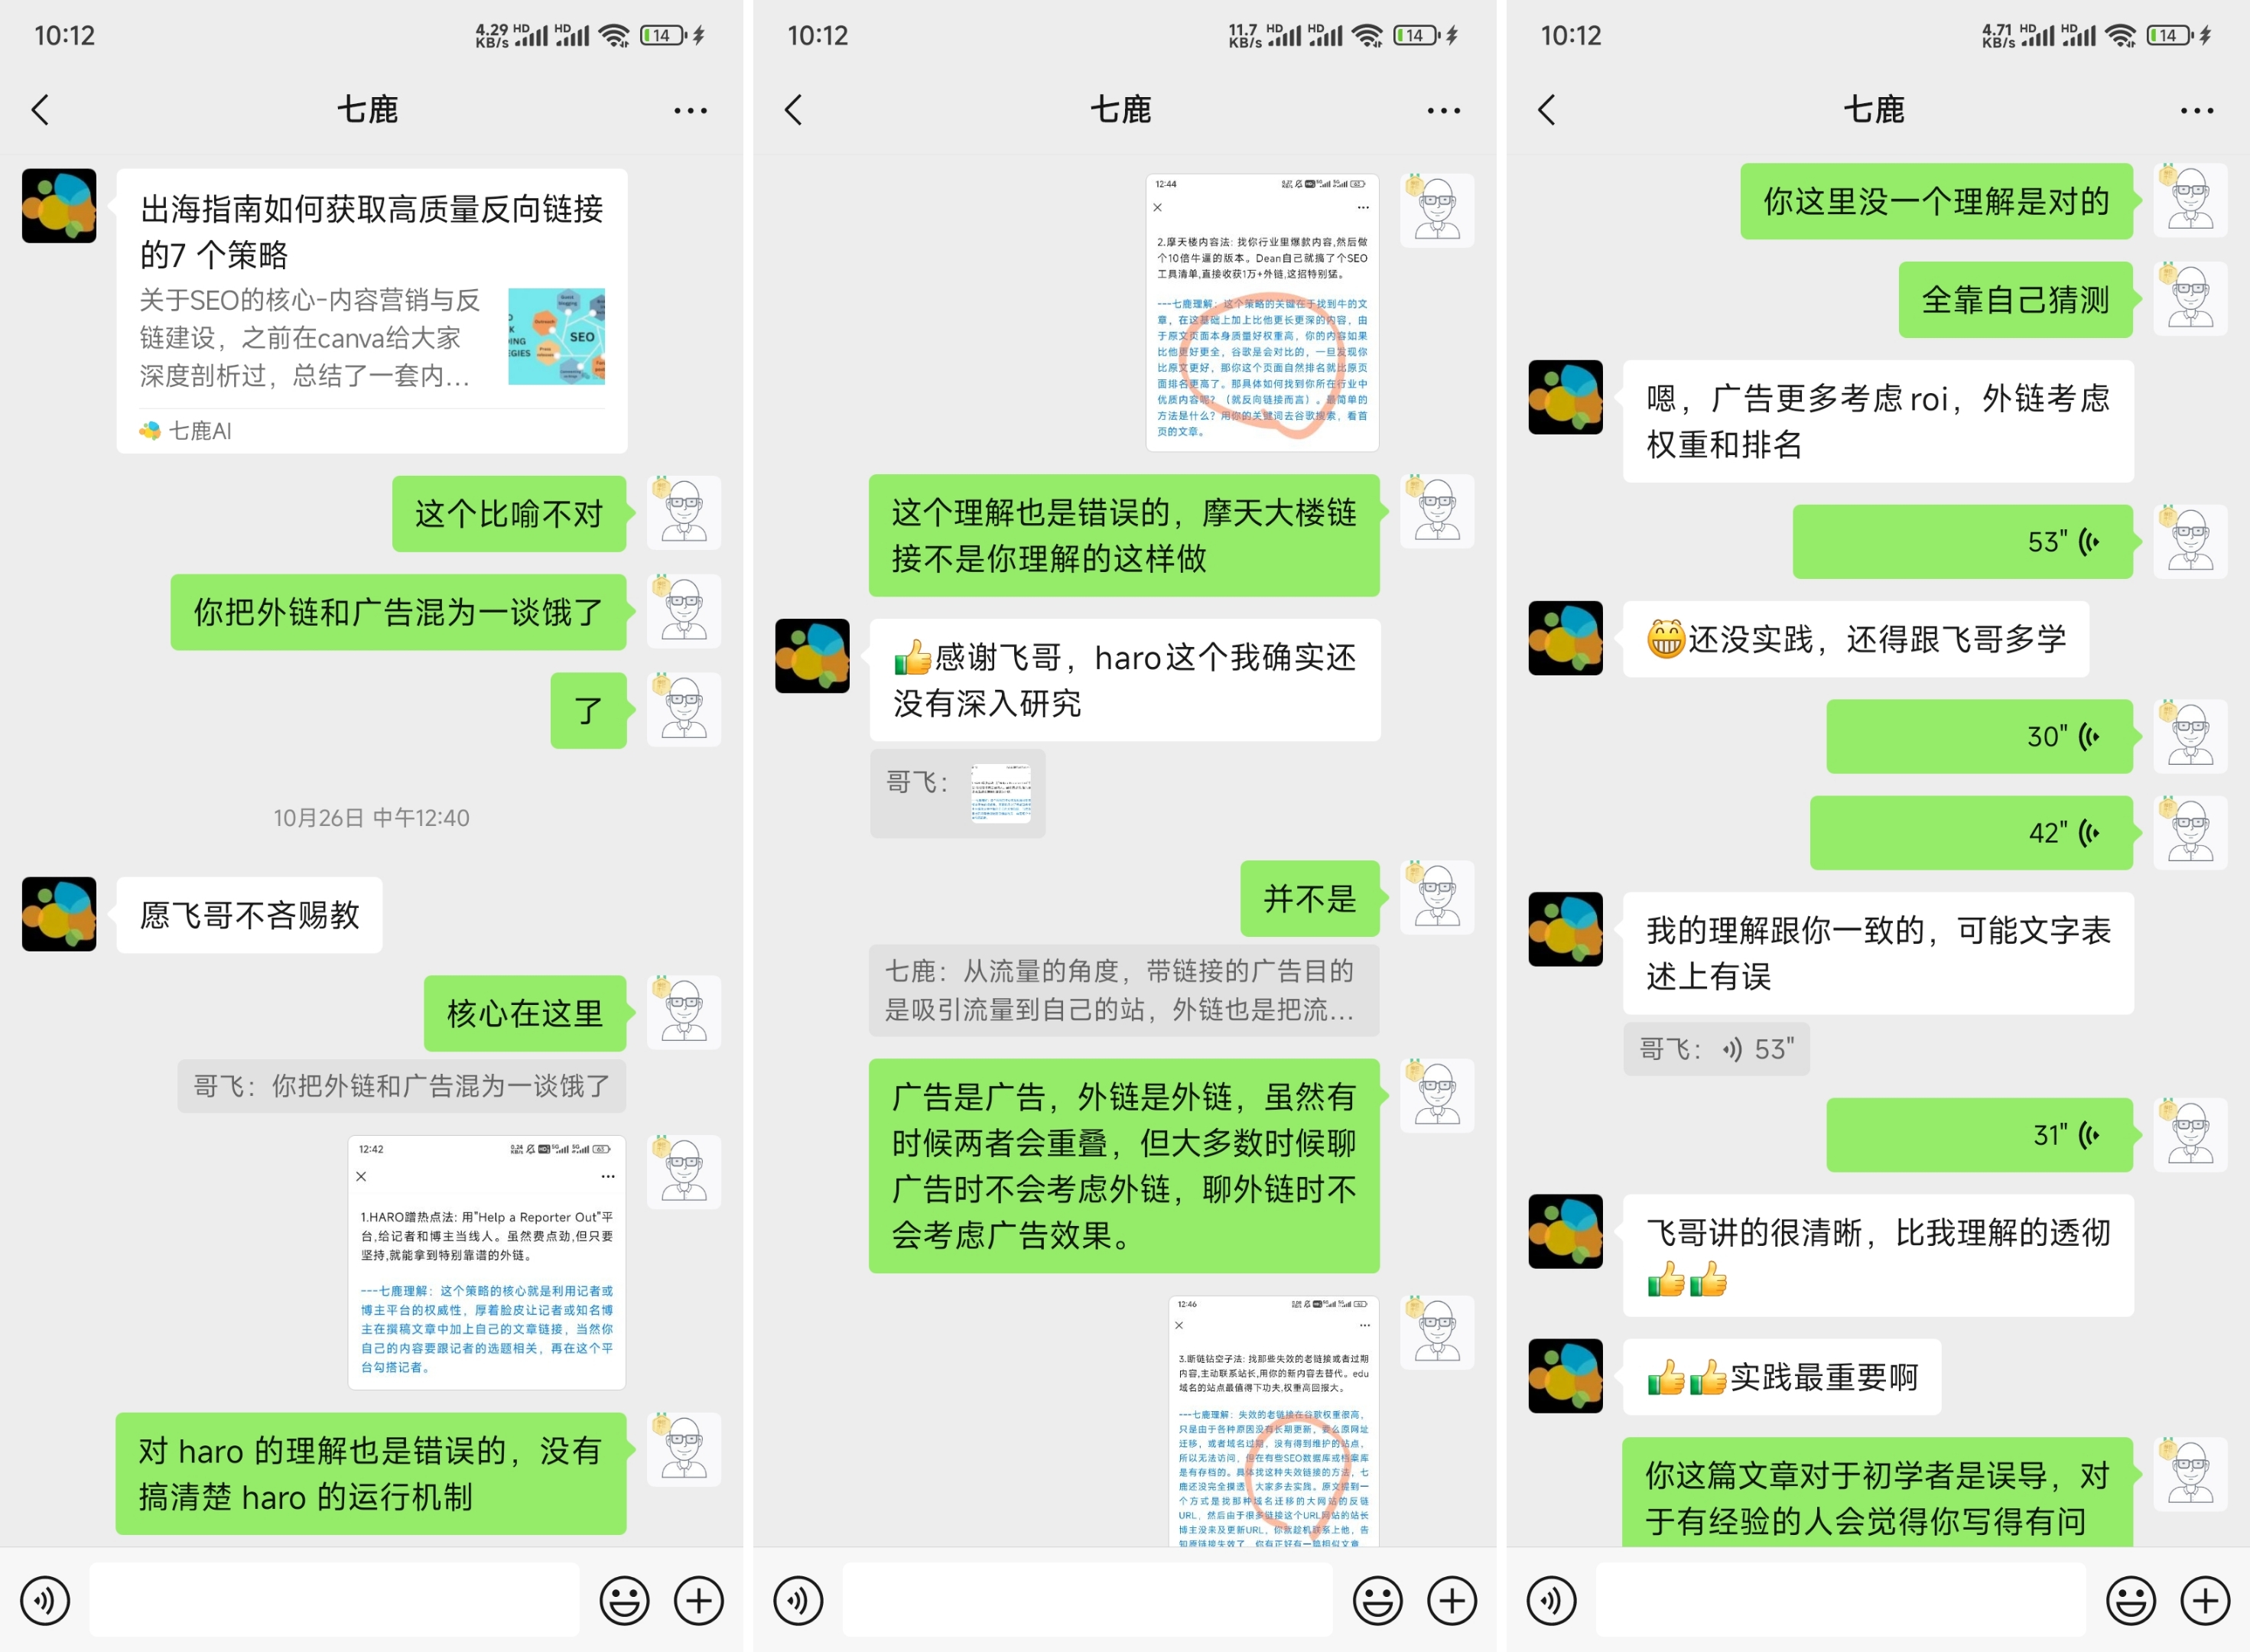 10:12
4.29 KB/s HD HD 14
七鹿
出海指南如何获取高质量反向链接
的7 个策略
关于SEO的核心-内容营销与反
链建设，之前在canva给大家
深度剖析过，总结了一套内...
SEO
七鹿AI
这个比喻不对
你把外链和广告混为一谈饿了
了
10月26日 中午12:40
愿飞哥不吝赐教
核心在这里
哥飞：你把外链和广告混为一谈饿了
12:42
1.HARO蹭热点法: 用"Help a Reporter Out"平
台,给记者和博主当线人。虽然费点劲,但只要
坚持,就能拿到特别靠谱的外链。
---七鹿理解：这个策略的核心就是利用记者或
博主平台的权威性，厚着脸皮让记者或知名博
主在撰稿文章中加上自己的文章链接，当然你
自己的内容要跟记者的选题相关，再在这个平
台勾搭记者。
对 haro 的理解也是错误的，没有
搞清楚 haro 的运行机制
10:12
11.7 KB/s HD HD 14
七鹿
12:44
2.摩天楼内容法: 找你行业里爆款内容,然后做
个10倍牛逼的版本。Dean自己就搞了个SEO
工具清单,直接收获1万+外链,这招特别猛。
---七鹿理解：这个策略的关键在于找到牛的文
章，在这基础上加上比他更长更深的内容，由
于原文页面本身质量好权重高，你的内容如果
比他更好更全，谷歌是会对比的，一旦发现你
比原文更好，那你这个页面自然排名就比原页
面排名更高了。那具体如何找到你所在行业中
优质内容呢？（就反向链接而言）。最简单的
方法是什么？用你的关键词去谷歌搜索，看首
页的文章。
这个理解也是错误的，摩天大楼链
接不是你理解的这样做
👍感谢飞哥，haro这个我确实还
没有深入研究
哥飞：
并不是
七鹿：从流量的角度，带链接的广告目的
是吸引流量到自己的站，外链也是把流...
广告是广告，外链是外链，虽然有
时候两者会重叠，但大多数时候聊
广告时不会考虑外链，聊外链时不
会考虑广告效果。
12:46
3.断链钻空子法: 找那些失效的老链接或者过期
内容,主动联系站长,用你的新内容去替代。edu
域名的站点最值得下功夫,权重高回报大。
---七鹿理解：失效的老链接在谷歌权重很高，
只是由于各种原因没有长期更新，要么原网址
迁移，或者域名过期，没有得到维护的站点，
所以无法访问，但在有些SEO数据库或档案库
是有存档的。具体找这种失效链接的方法，七
鹿还没完全摸透，大家多去实践。原文提到一
个方式是找那种域名迁移的大网站的反链
URL，然后由于很多链接这个URL网站的站长
博主没来及更新URL，你就趁机联系上他，告
知原链接失效了，你有正好有一篇相似文章
10:12
4.71 KB/s HD HD 14
七鹿
你这里没一个理解是对的
全靠自己猜测
嗯，广告更多考虑roi，外链考虑
权重和排名
53"
😁还没实践，还得跟飞哥多学
30"
42"
我的理解跟你一致的，可能文字表
述上有误
哥飞： 53"
31"
飞哥讲的很清晰，比我理解的透彻
👍👍
👍👍实践最重要啊
你这篇文章对于初学者是误导，对
于有经验的人会觉得你写得有问